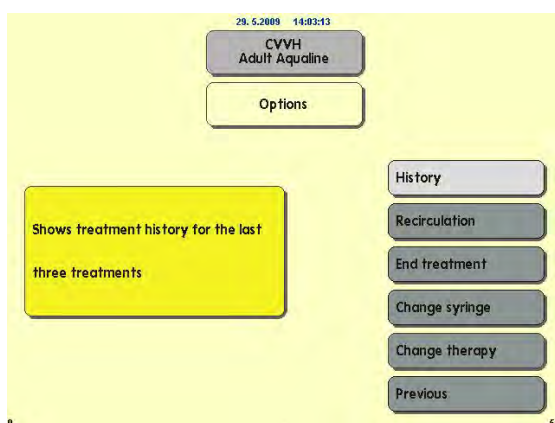 29. 5.2009 14:03:13
CVVH
Adult Aqualine
Options
History
Shows treatment history for the last
three treatments
Recirculation
End treatment
Change syringe
Change therapy
Previous